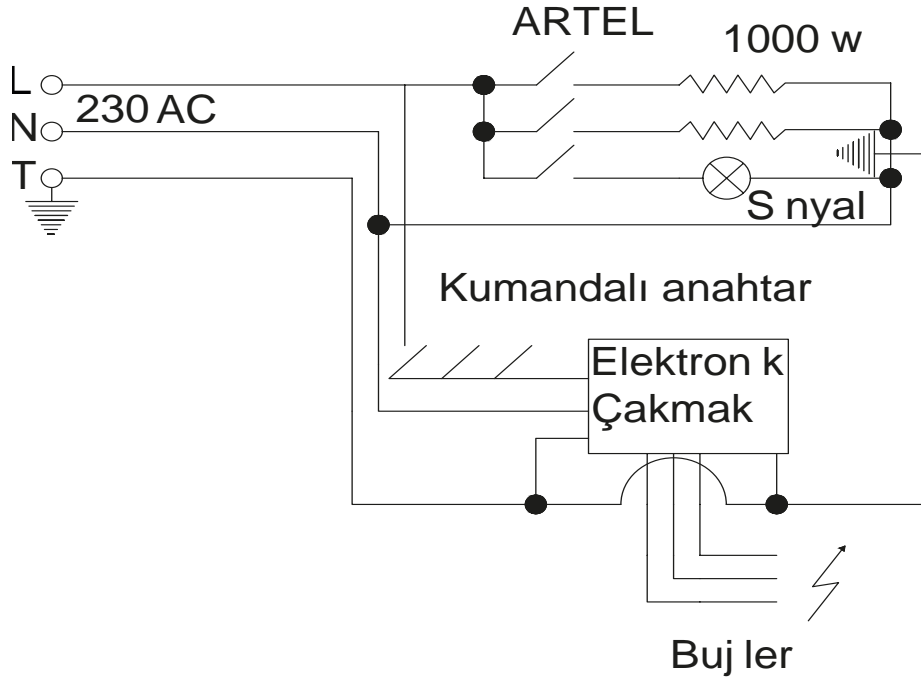 ARTEL
1000 w
L
230 AC
N
T
S nyal
Kumandalı anahtar
Elektron k
Çakmak
Buj ler